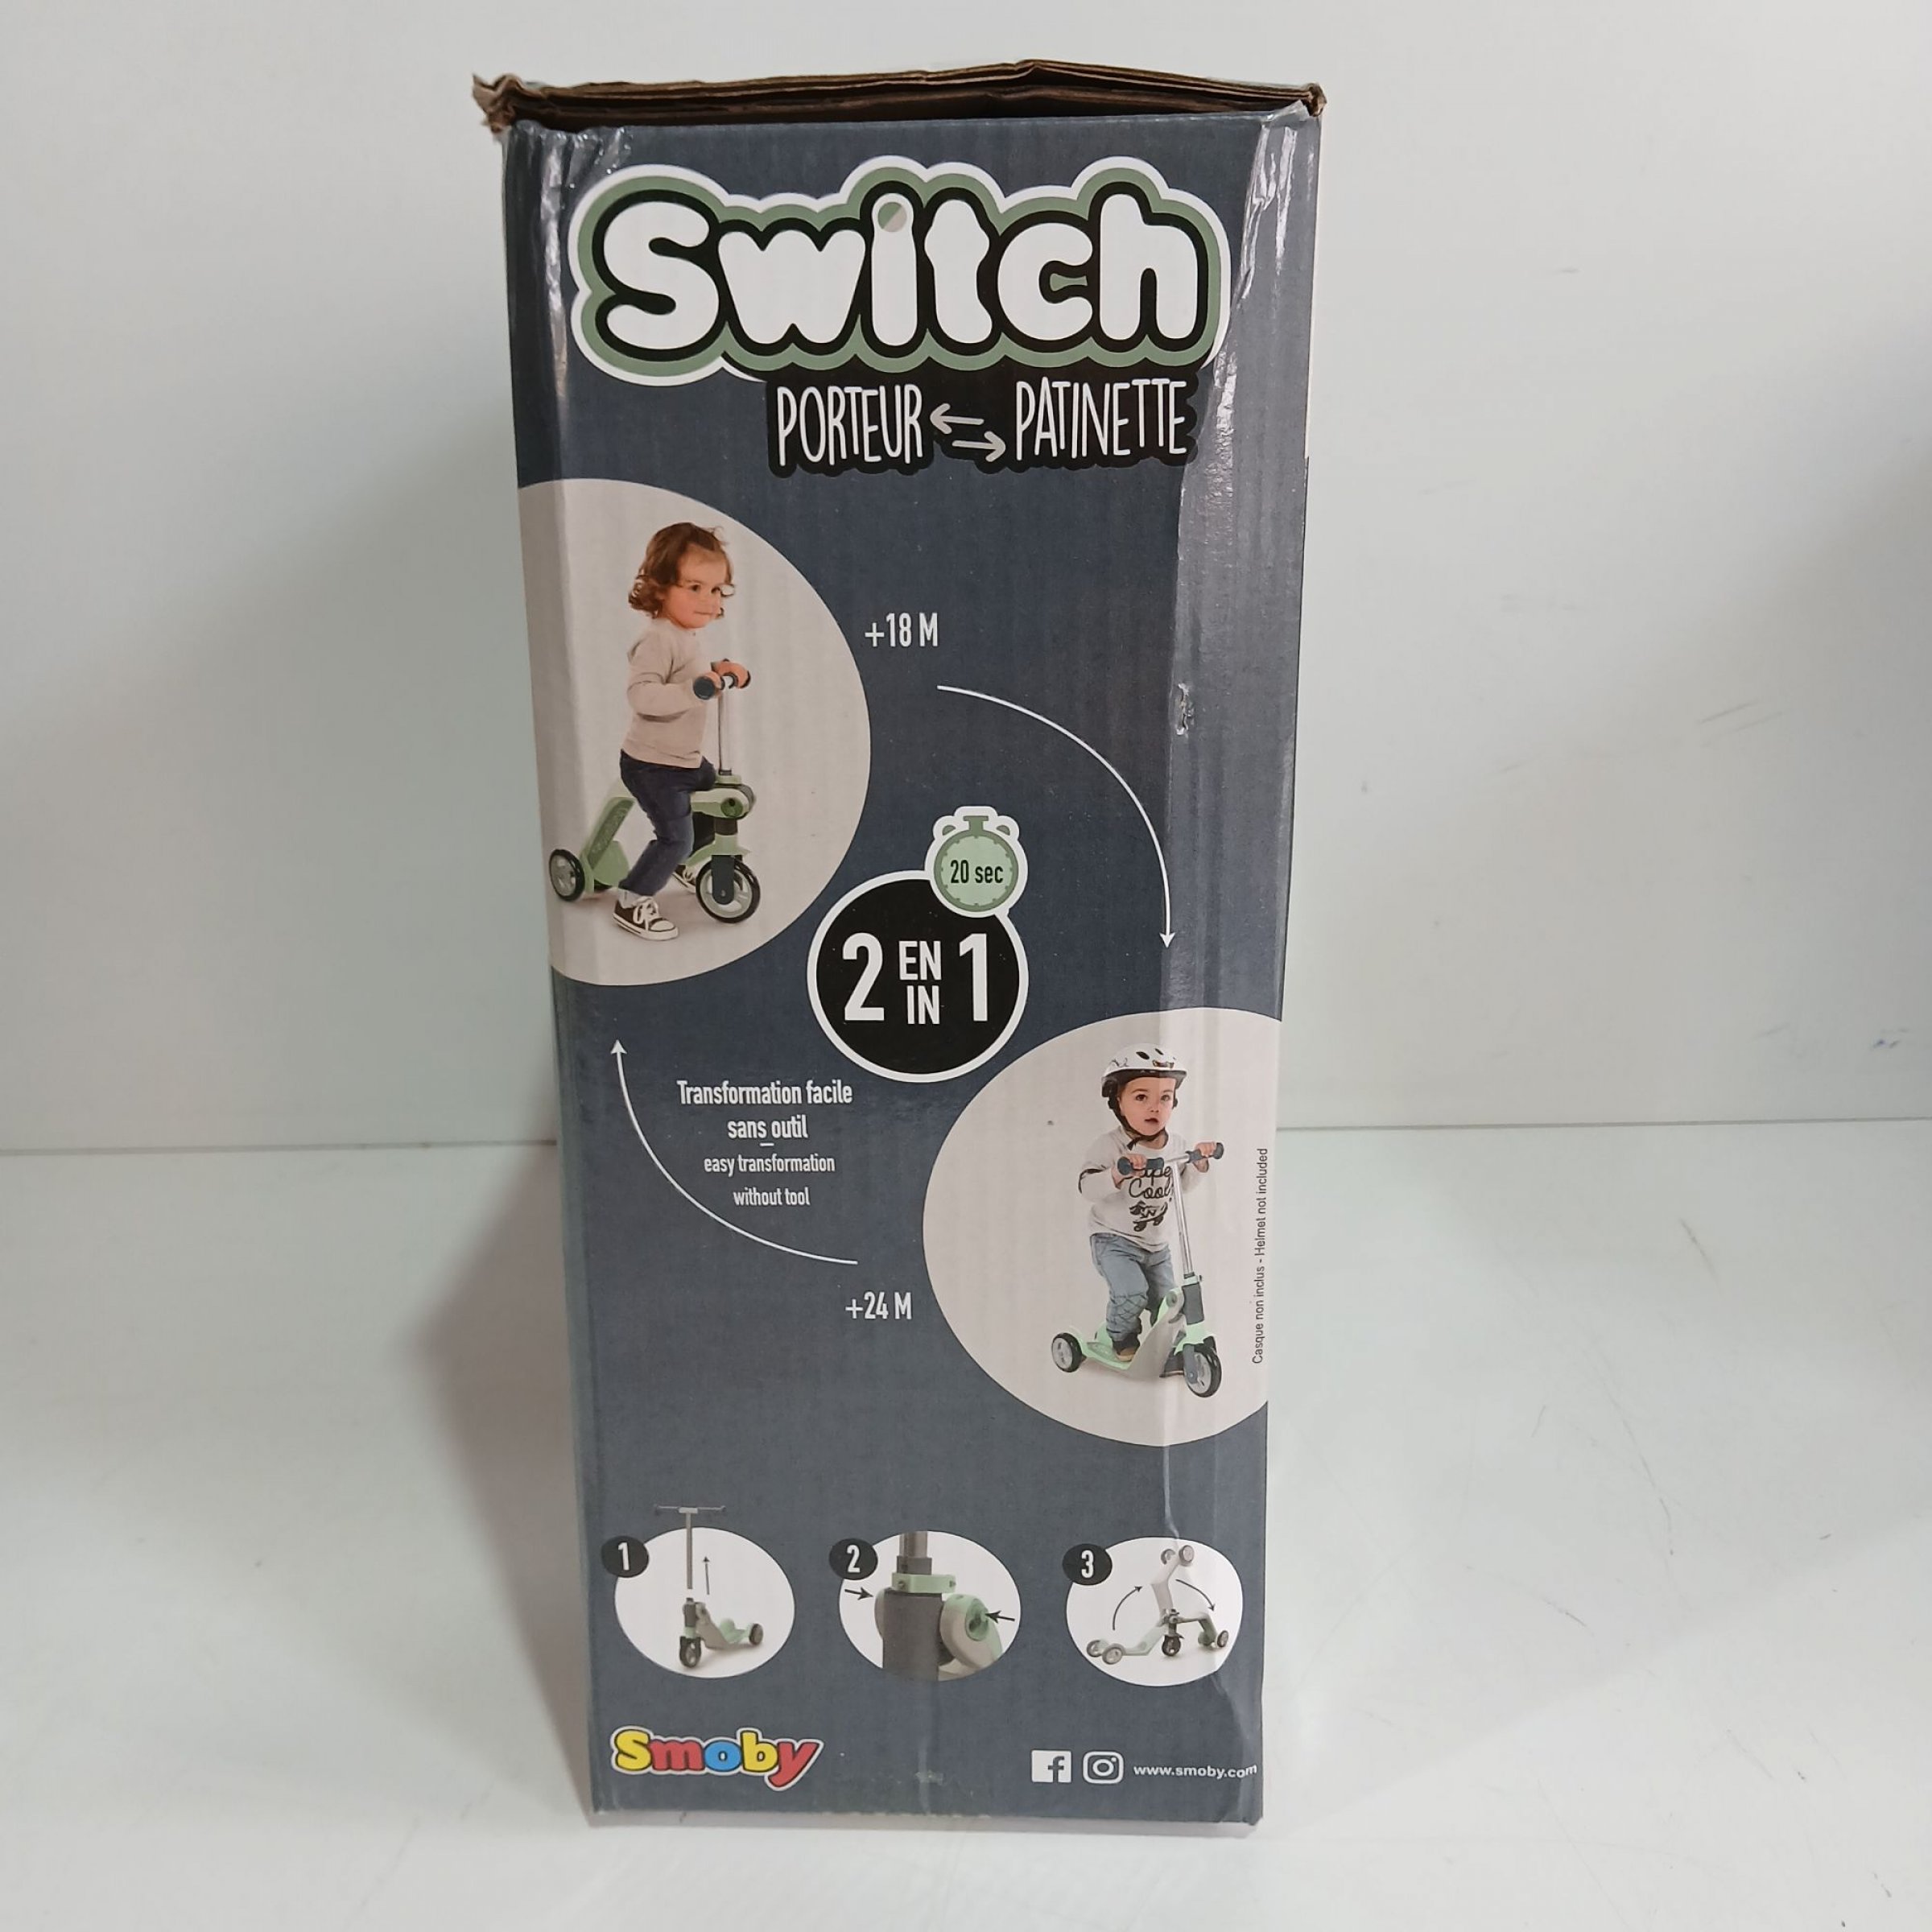 Switch
PORTEUR PATINETTE
+18 M
20 sec
2 EN IN 1
Transformation facile
sans outil
easy transformation
without tool
Cool
+24 M
Casque non inclus - Helmet not included
1
2
3
Smoby
www.smoby.com